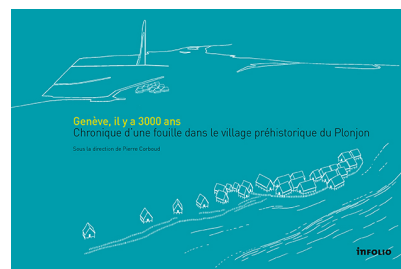 Genève, il y a 3000 ans
Chronique d'une fouille dans le village préhistorique du Plonjon
Sous la direction de Pierre Corboud
infolio